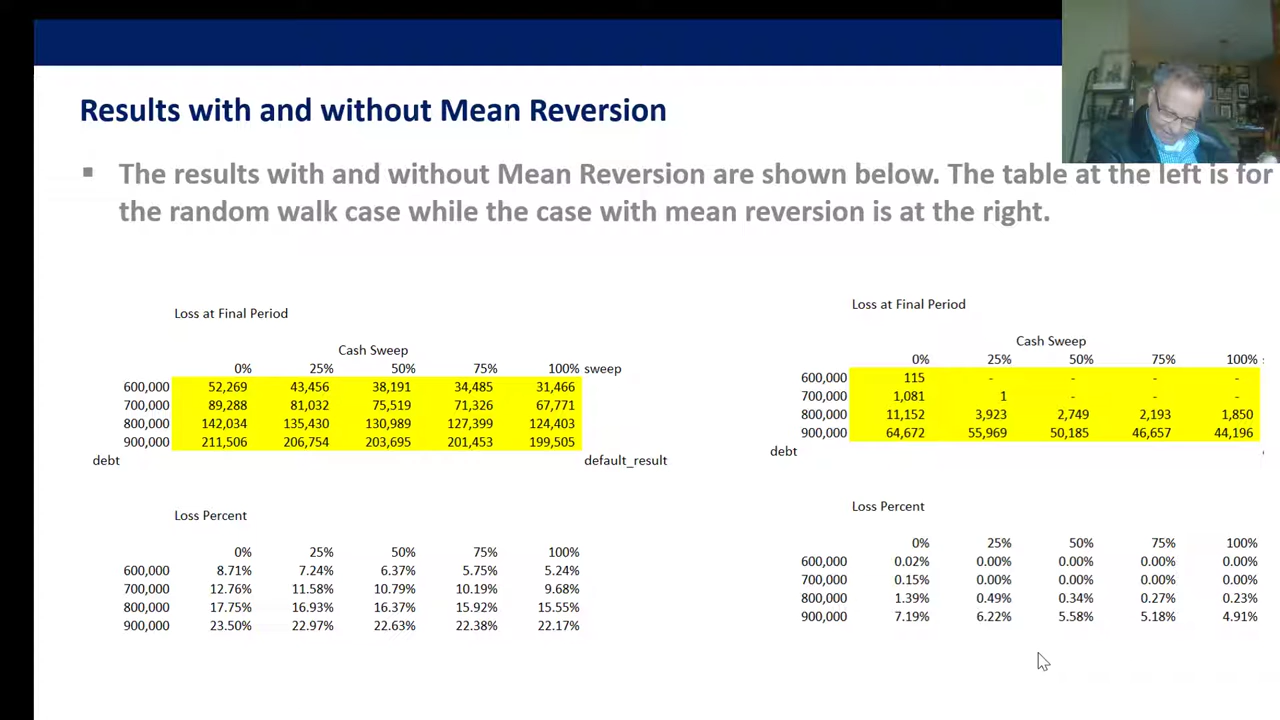 Results with and without Mean Reversion
▪ The results with and without Mean Reversion are shown below. The table at the left is for
the random walk case while the case with mean reversion is at the right.
Loss at Final Period
Cash Sweep
0% 25% 50% 75% 100% sweep
600,000 52,269 43,456 38,191 34,485 31,466
700,000 89,288 81,032 75,519 71,326 67,771
800,000 142,034 135,430 130,989 127,399 124,403
900,000 211,506 206,754 203,695 201,453 199,505
debt default_result
Loss Percent
0% 25% 50% 75% 100%
600,000 8.71% 7.24% 6.37% 5.75% 5.24%
700,000 12.76% 11.58% 10.79% 10.19% 9.68%
800,000 17.75% 16.93% 16.37% 15.92% 15.55%
900,000 23.50% 22.97% 22.63% 22.38% 22.17%
Loss at Final Period
Cash Sweep
0% 25% 50% 75% 100%
600,000 115 - - - -
700,000 1,081 1 - - -
800,000 11,152 3,923 2,749 2,193 1,850
900,000 64,672 55,969 50,185 46,657 44,196
debt
Loss Percent
0% 25% 50% 75% 100%
600,000 0.02% 0.00% 0.00% 0.00% 0.00%
700,000 0.15% 0.00% 0.00% 0.00% 0.00%
800,000 1.39% 0.49% 0.34% 0.27% 0.23%
900,000 7.19% 6.22% 5.58% 5.18% 4.91%